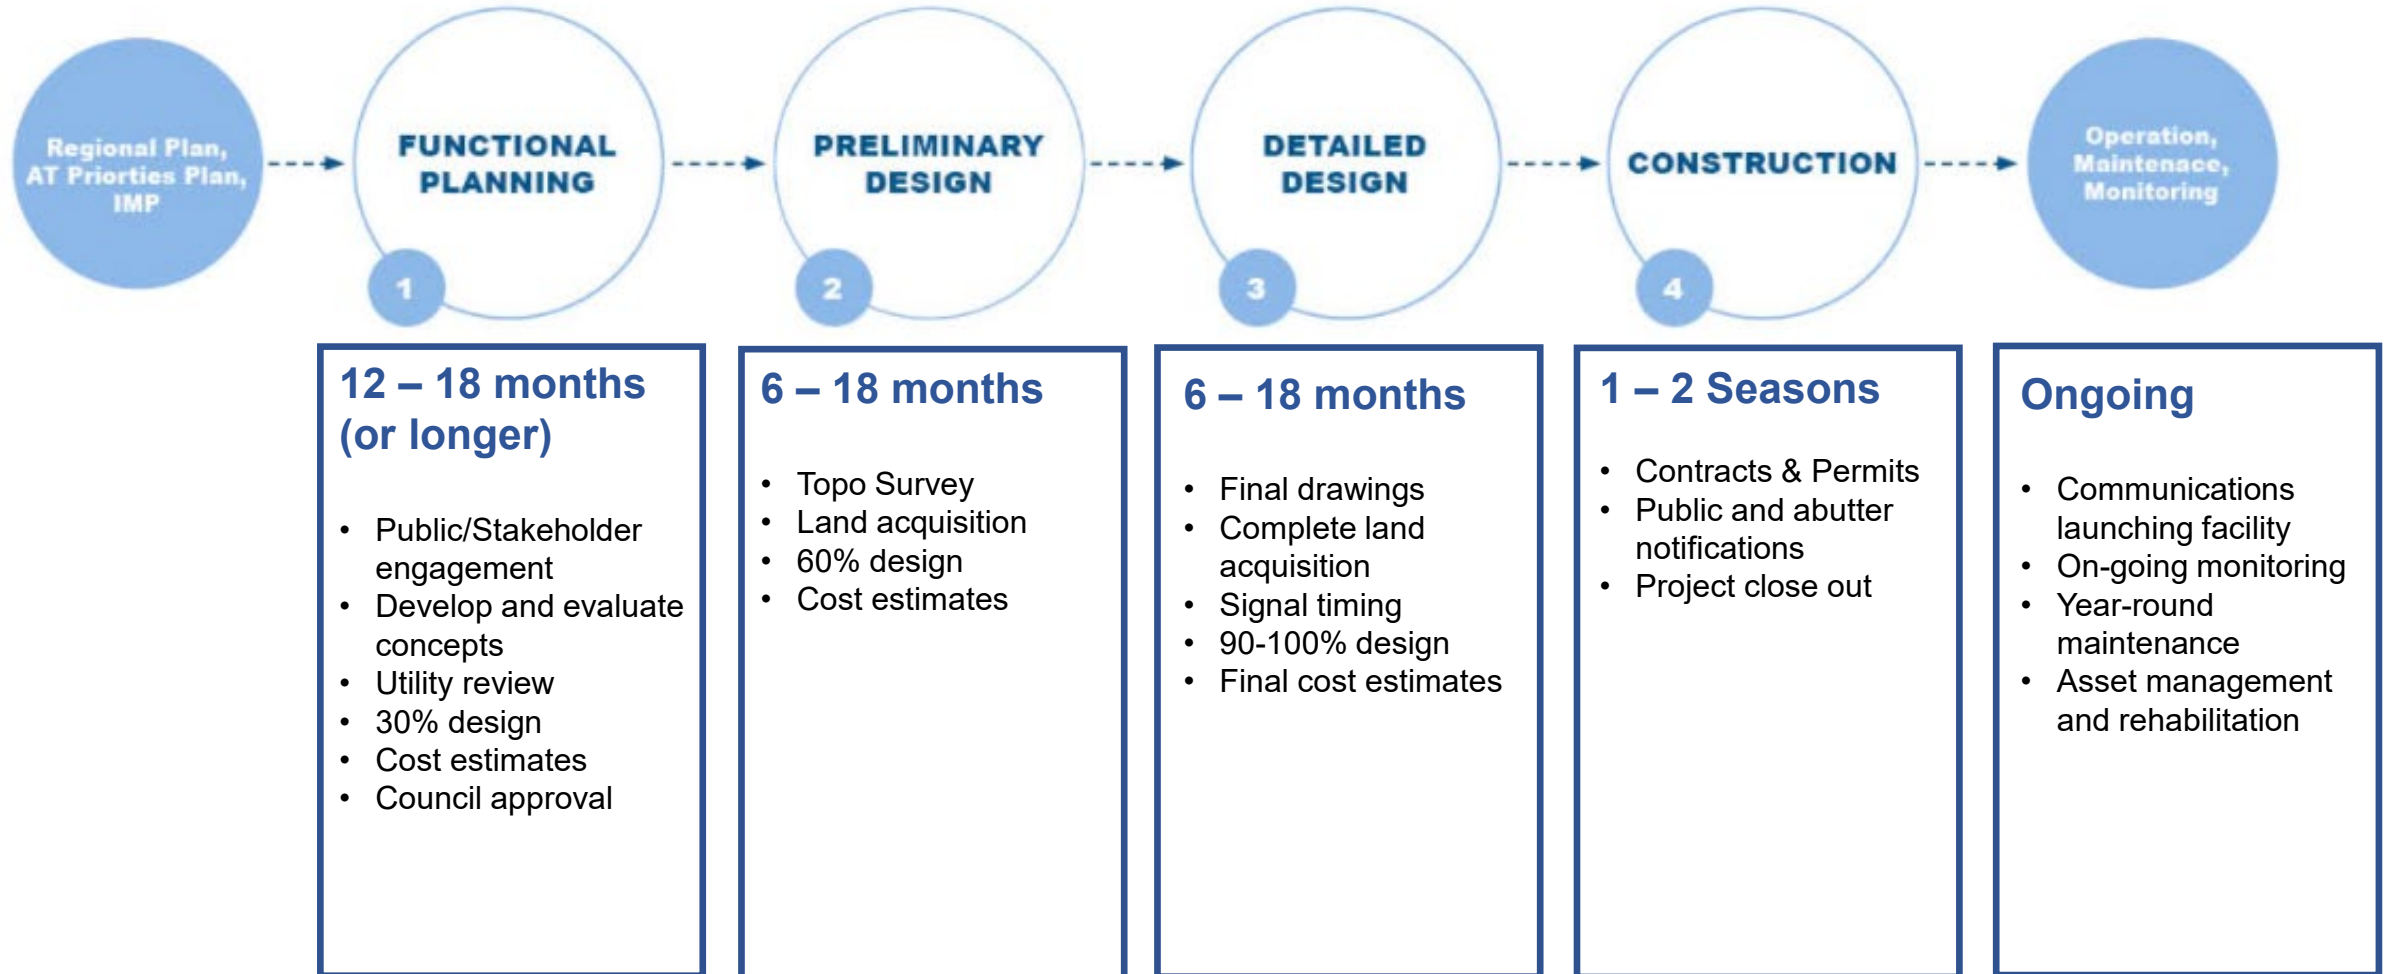 Regional Plan,
AT Priorties Plan,
IMP
FUNCTIONAL
PLANNING
1
PRELIMINARY
DESIGN
2
DETAILED
DESIGN
3
CONSTRUCTION
4
Operation,
Maintenace,
Monitoring
12 – 18 months
(or longer)
• Public/Stakeholder
engagement
• Develop and evaluate
concepts
• Utility review
• 30% design
• Cost estimates
• Council approval
6 – 18 months
• Topo Survey
• Land acquisition
• 60% design
• Cost estimates
6 – 18 months
• Final drawings
• Complete land
acquisition
• Signal timing
• 90-100% design
• Final cost estimates
1 – 2 Seasons
• Contracts & Permits
• Public and abutter
notifications
• Project close out
Ongoing
• Communications
launching facility
• On-going monitoring
• Year-round
maintenance
• Asset management
and rehabilitation